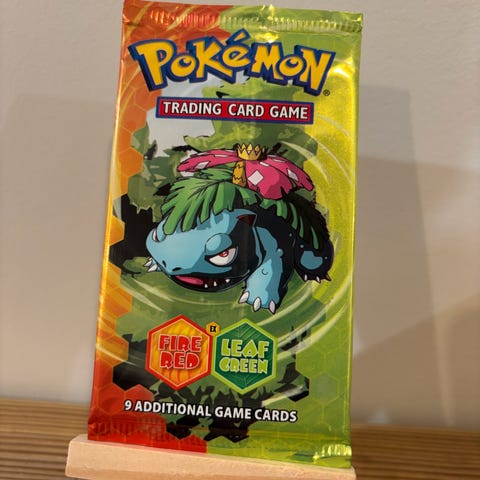 POKéMON®
TRADING CARD GAME
EX
FIRE RED
LEAF GREEN
9 ADDITIONAL GAME CARDS